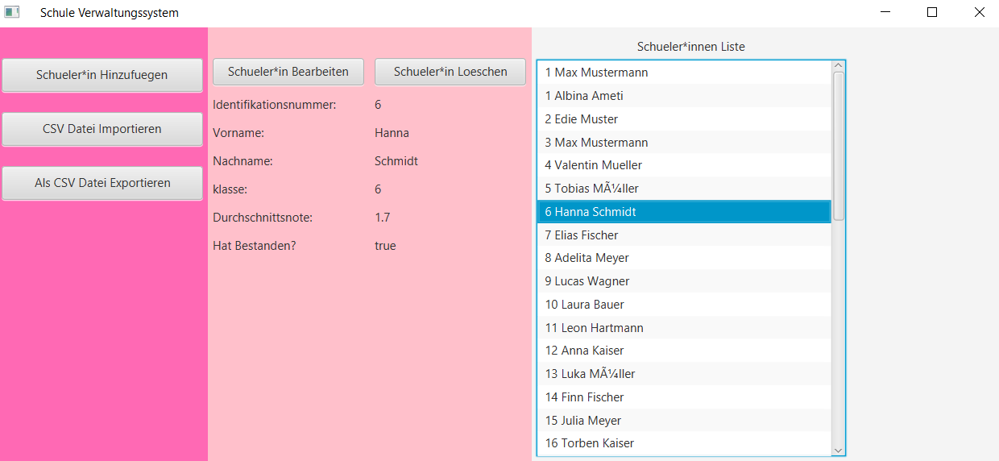 Schule Verwaltungssystem
Schueler*in Hinzufuegen
CSV Datei Importieren
Als CSV Datei Exportieren
Schueler*in Bearbeiten
Schueler*in Loeschen
Identifikationsnummer: 6
Vorname: Hanna
Nachname: Schmidt
klasse: 6
Durchschnittsnote: 1.7
Hat Bestanden? true
Schueler*innen Liste
1 Max Mustermann
1 Albina Ameti
2 Edie Muster
3 Max Mustermann
4 Valentin Mueller
5 Tobias MÃ¼ller
6 Hanna Schmidt
7 Elias Fischer
8 Adelita Meyer
9 Lucas Wagner
10 Laura Bauer
11 Leon Hartmann
12 Anna Kaiser
13 Luka MÃ¼ller
14 Finn Fischer
15 Julia Meyer
16 Torben Kaiser